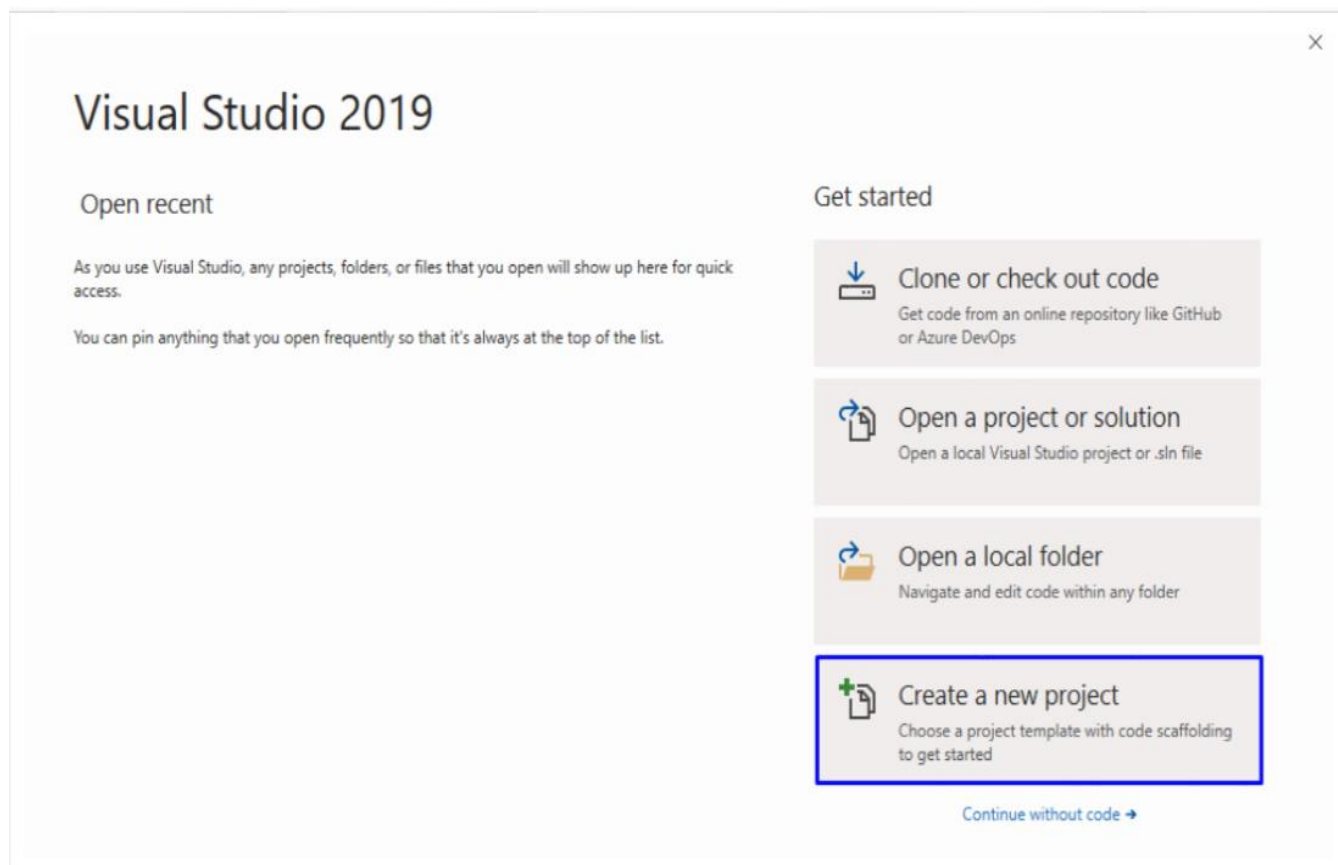 Visual Studio 2019
Open recent
As you use Visual Studio, any projects, folders, or files that you open will show up here for quick
access.
You can pin anything that you open frequently so that it's always at the top of the list.
Get started
Clone or check out code
Get code from an online repository like GitHub
or Azure DevOps
Open a project or solution
Open a local Visual Studio project or .sln file
Open a local folder
Navigate and edit code within any folder
Create a new project
Choose a project template with code scaffolding
to get started
Continue without code →